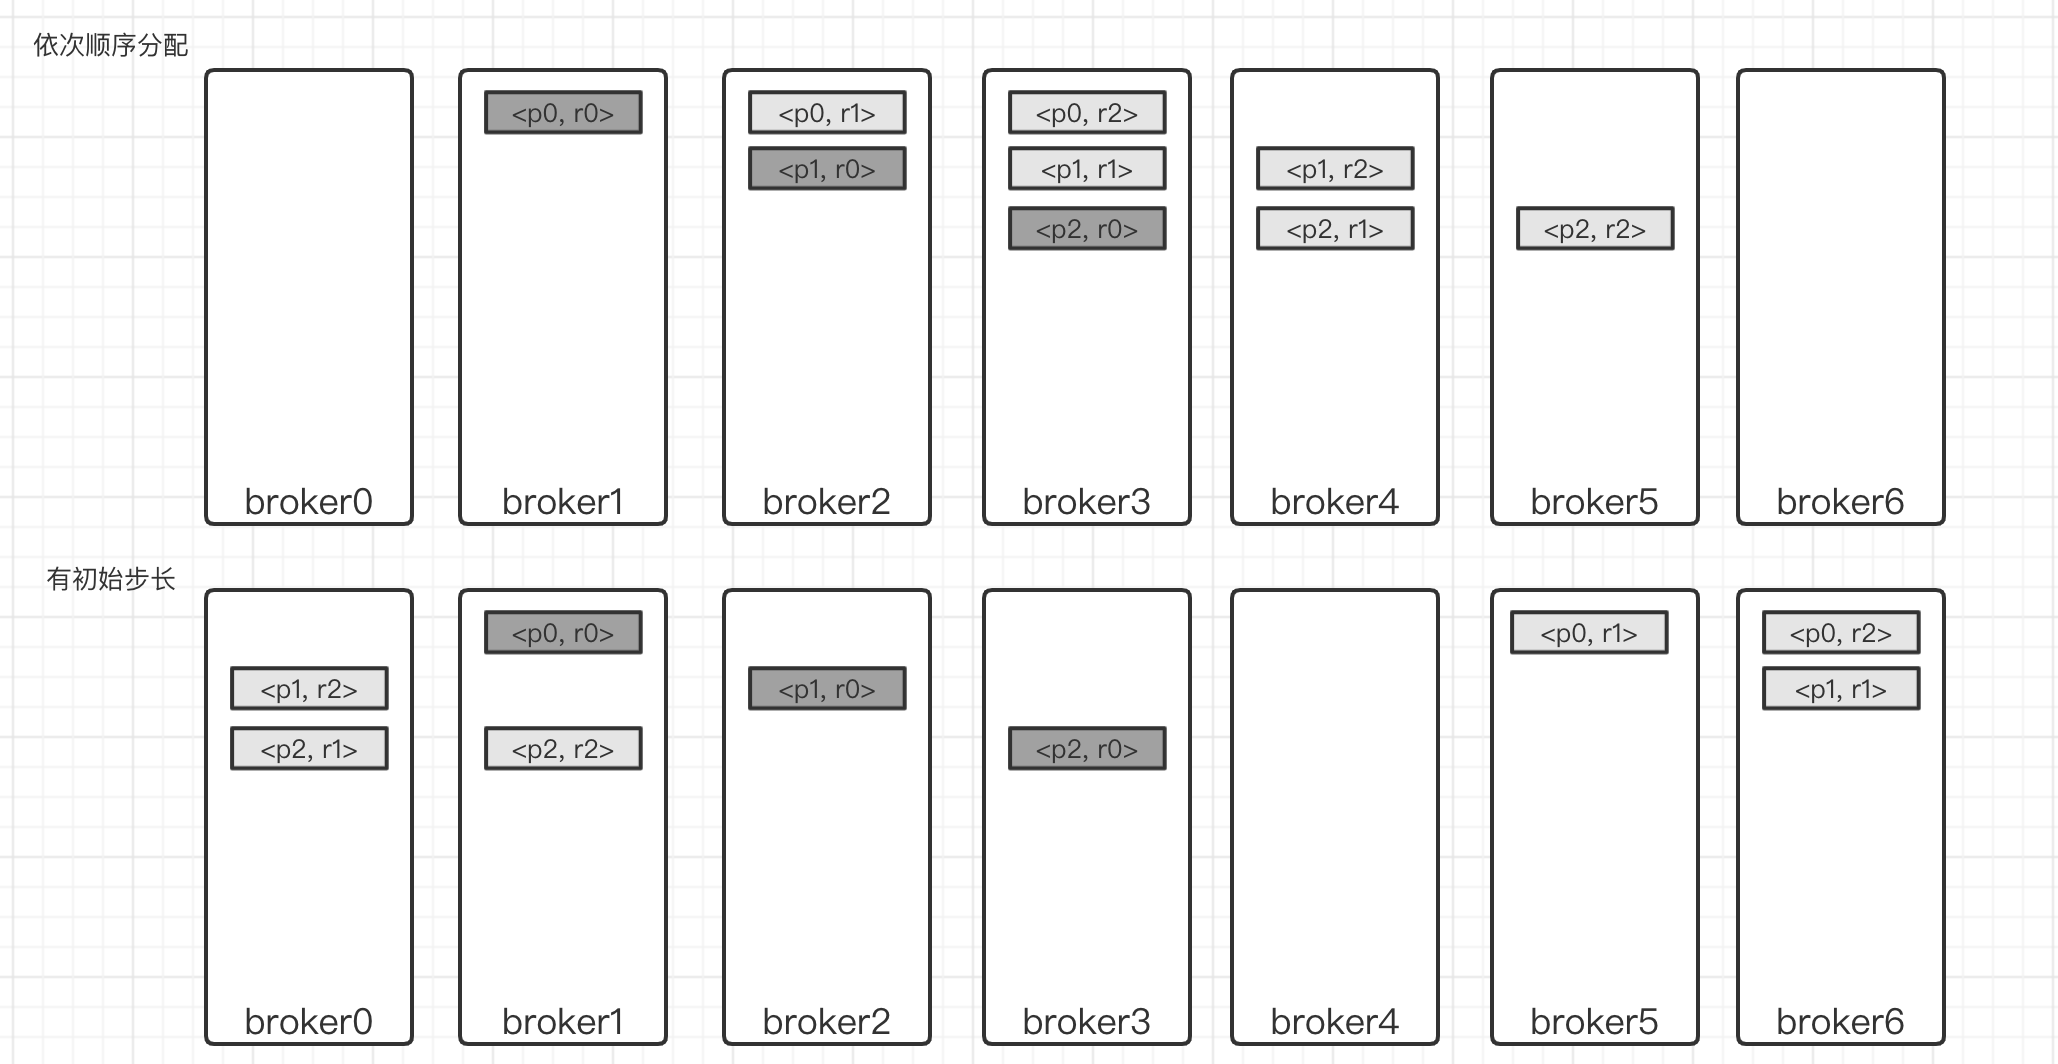 依次顺序分配
<p0, r0> <p0, r1> <p0, r2>
<p1, r0> <p1, r1> <p1, r2>
<p2, r0> <p2, r1> <p2, r2>
broker0 broker1 broker2 broker3 broker4 broker5 broker6
有初始步长
<p0, r0> <p0, r1> <p0, r2>
<p1, r2> <p1, r0> <p1, r1>
<p2, r1> <p2, r2> <p2, r0>
broker0 broker1 broker2 broker3 broker4 broker5 broker6